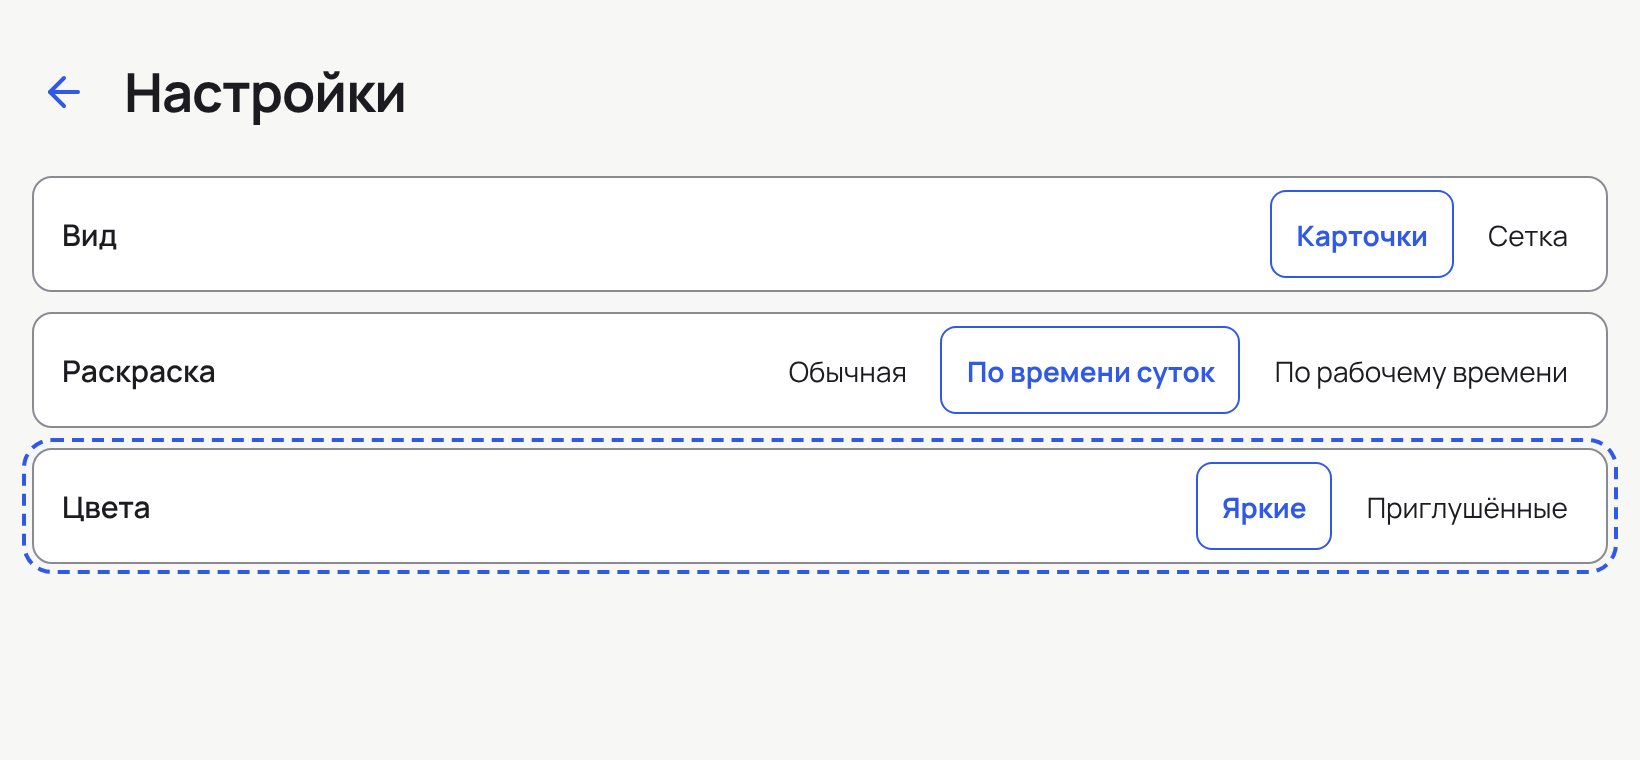 Настройки
Вид Карточки Сетка
Раскраска Обычная По времени суток По рабочему времени
Цвета Яркие Приглушённые